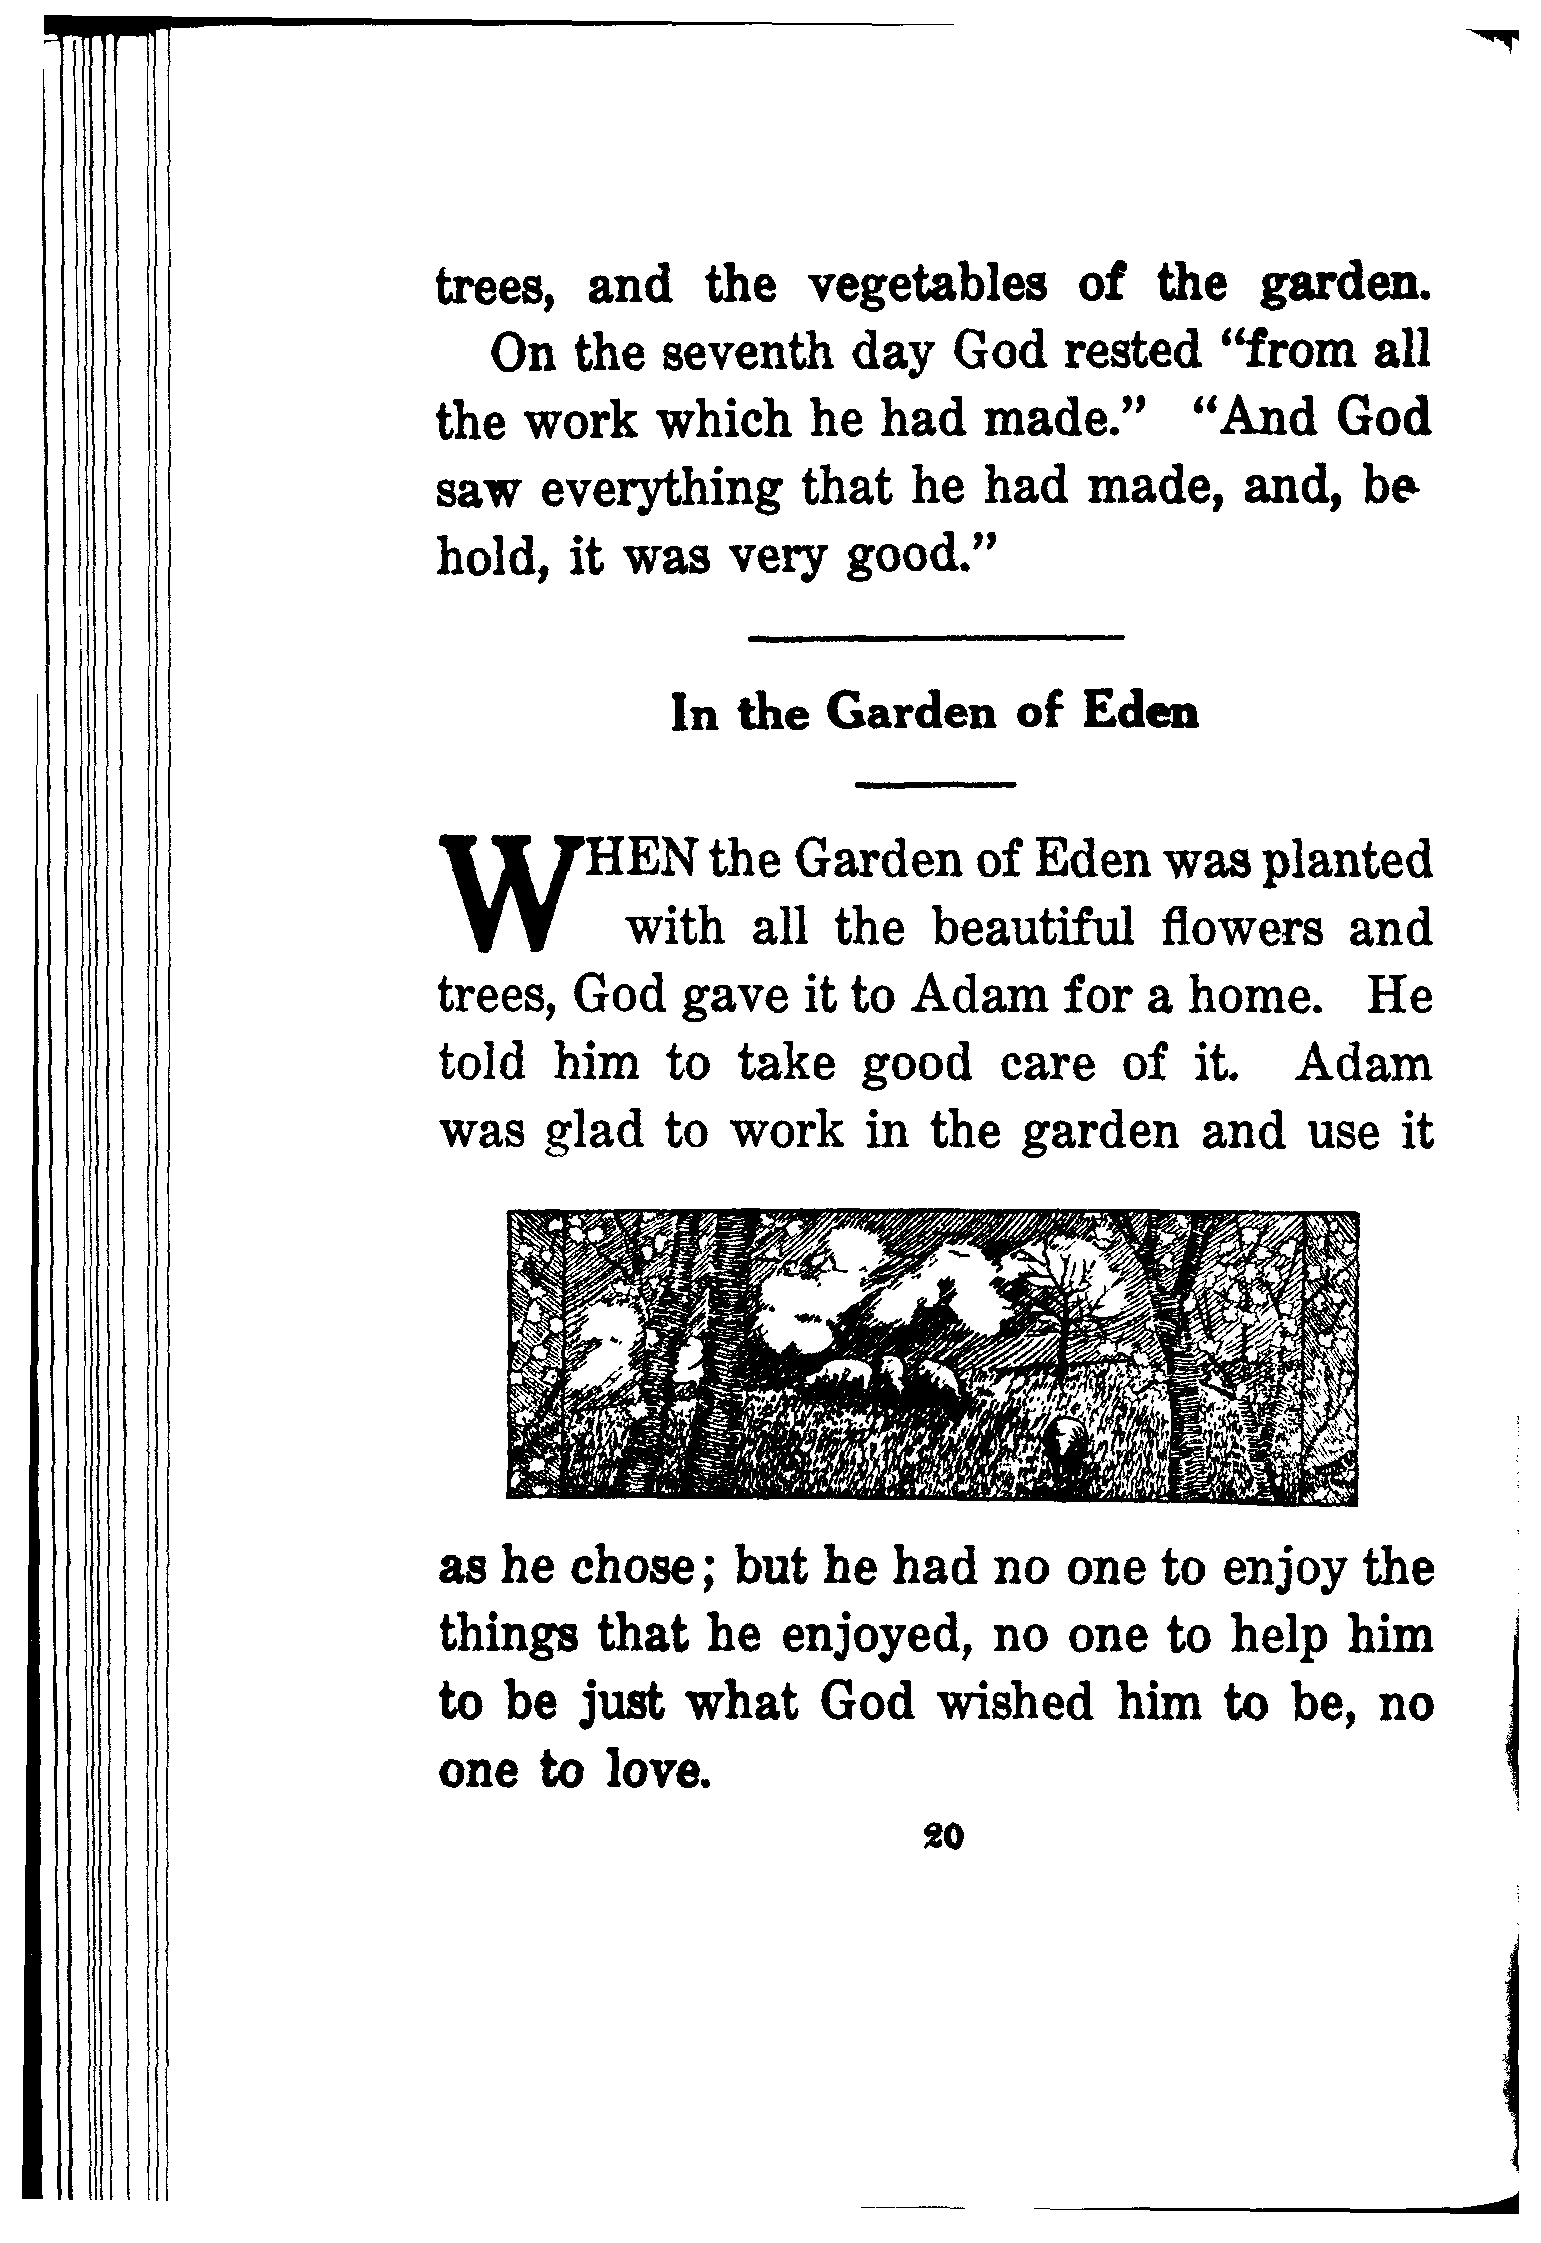 trees, and the vegetables of the garden.
On the seventh day God rested “from all
the work which he had made.” “And God
saw everything that he had made, and, be-
hold, it was very good.”
In the Garden of Eden
WHEN the Garden of Eden was planted
with all the beautiful flowers and
trees, God gave it to Adam for a home. He
told him to take good care of it. Adam
was glad to work in the garden and use it
as he chose; but he had no one to enjoy the
things that he enjoyed, no one to help him
to be just what God wished him to be, no
one to love.
20